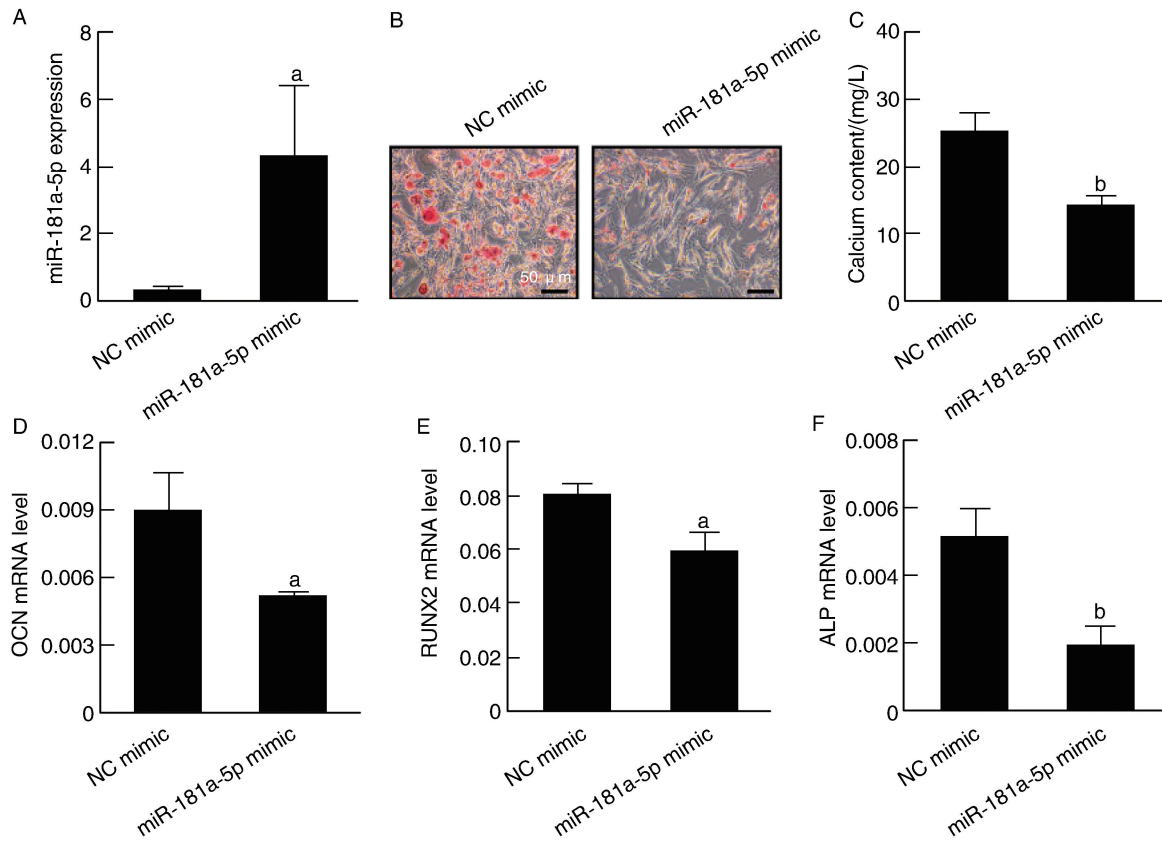 A
miR-181a-5p expression
8
6
4
2
0
a
NC mimic
miR-181a-5p mimic
B
NC mimic
miR-181a-5p mimic
50 μm
C
Calcium content/(mg/L)
40
30
20
10
0
b
NC mimic
miR-181a-5p mimic
D
OCN mRNA level
0.012
0.009
0.006
0.003
0
a
NC mimic
miR-181a-5p mimic
E
RUNX2 mRNA level
0.10
0.08
0.06
0.04
0.02
0
a
NC mimic
miR-181a-5p mimic
F
ALP mRNA level
0.008
0.006
0.004
0.002
0
b
NC mimic
miR-181a-5p mimic